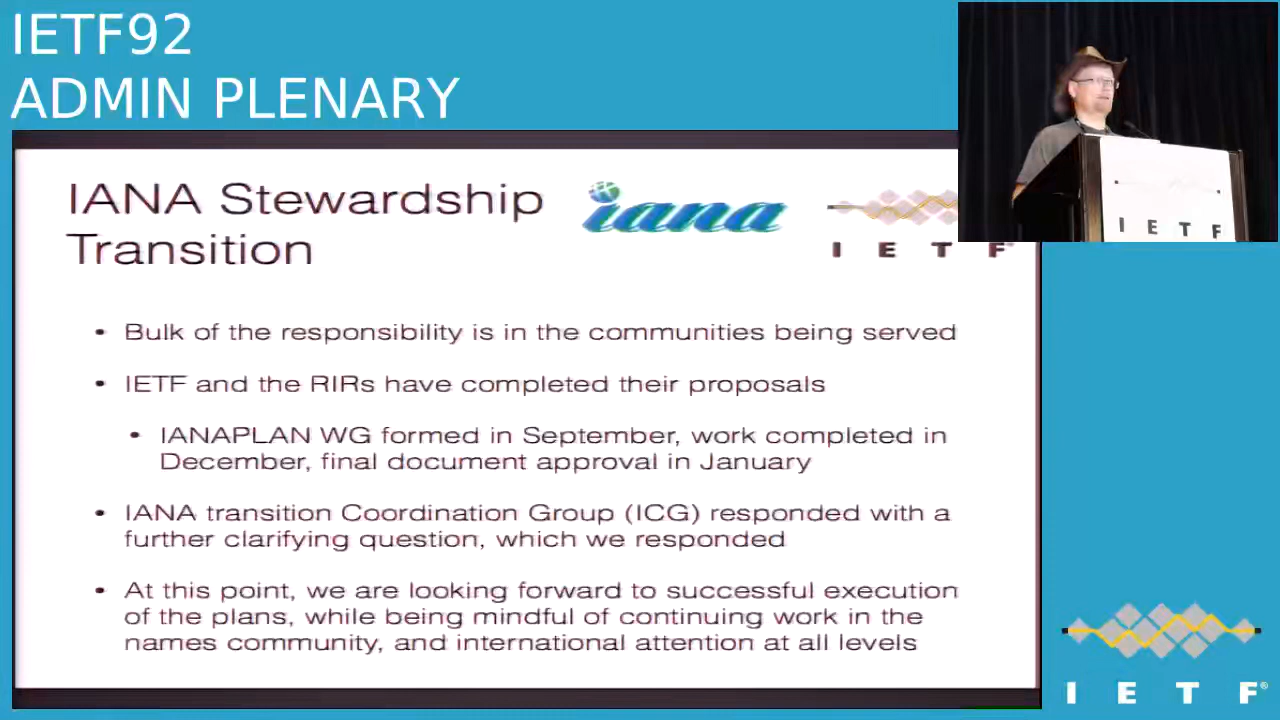 IETF92
ADMIN PLENARY
IANA Stewardship
Transition
iana
I E T F
I E T F
• Bulk of the responsibility is in the communities being served
• IETF and the RIRs have completed their proposals
• IANAPLAN WG formed in September, work completed in
December, final document approval in January
• IANA transition Coordination Group (ICG) responded with a
further clarifying question, which we responded
• At this point, we are looking forward to successful execution
of the plans, while being mindful of continuing work in the
names community, and international attention at all levels
I E T F®